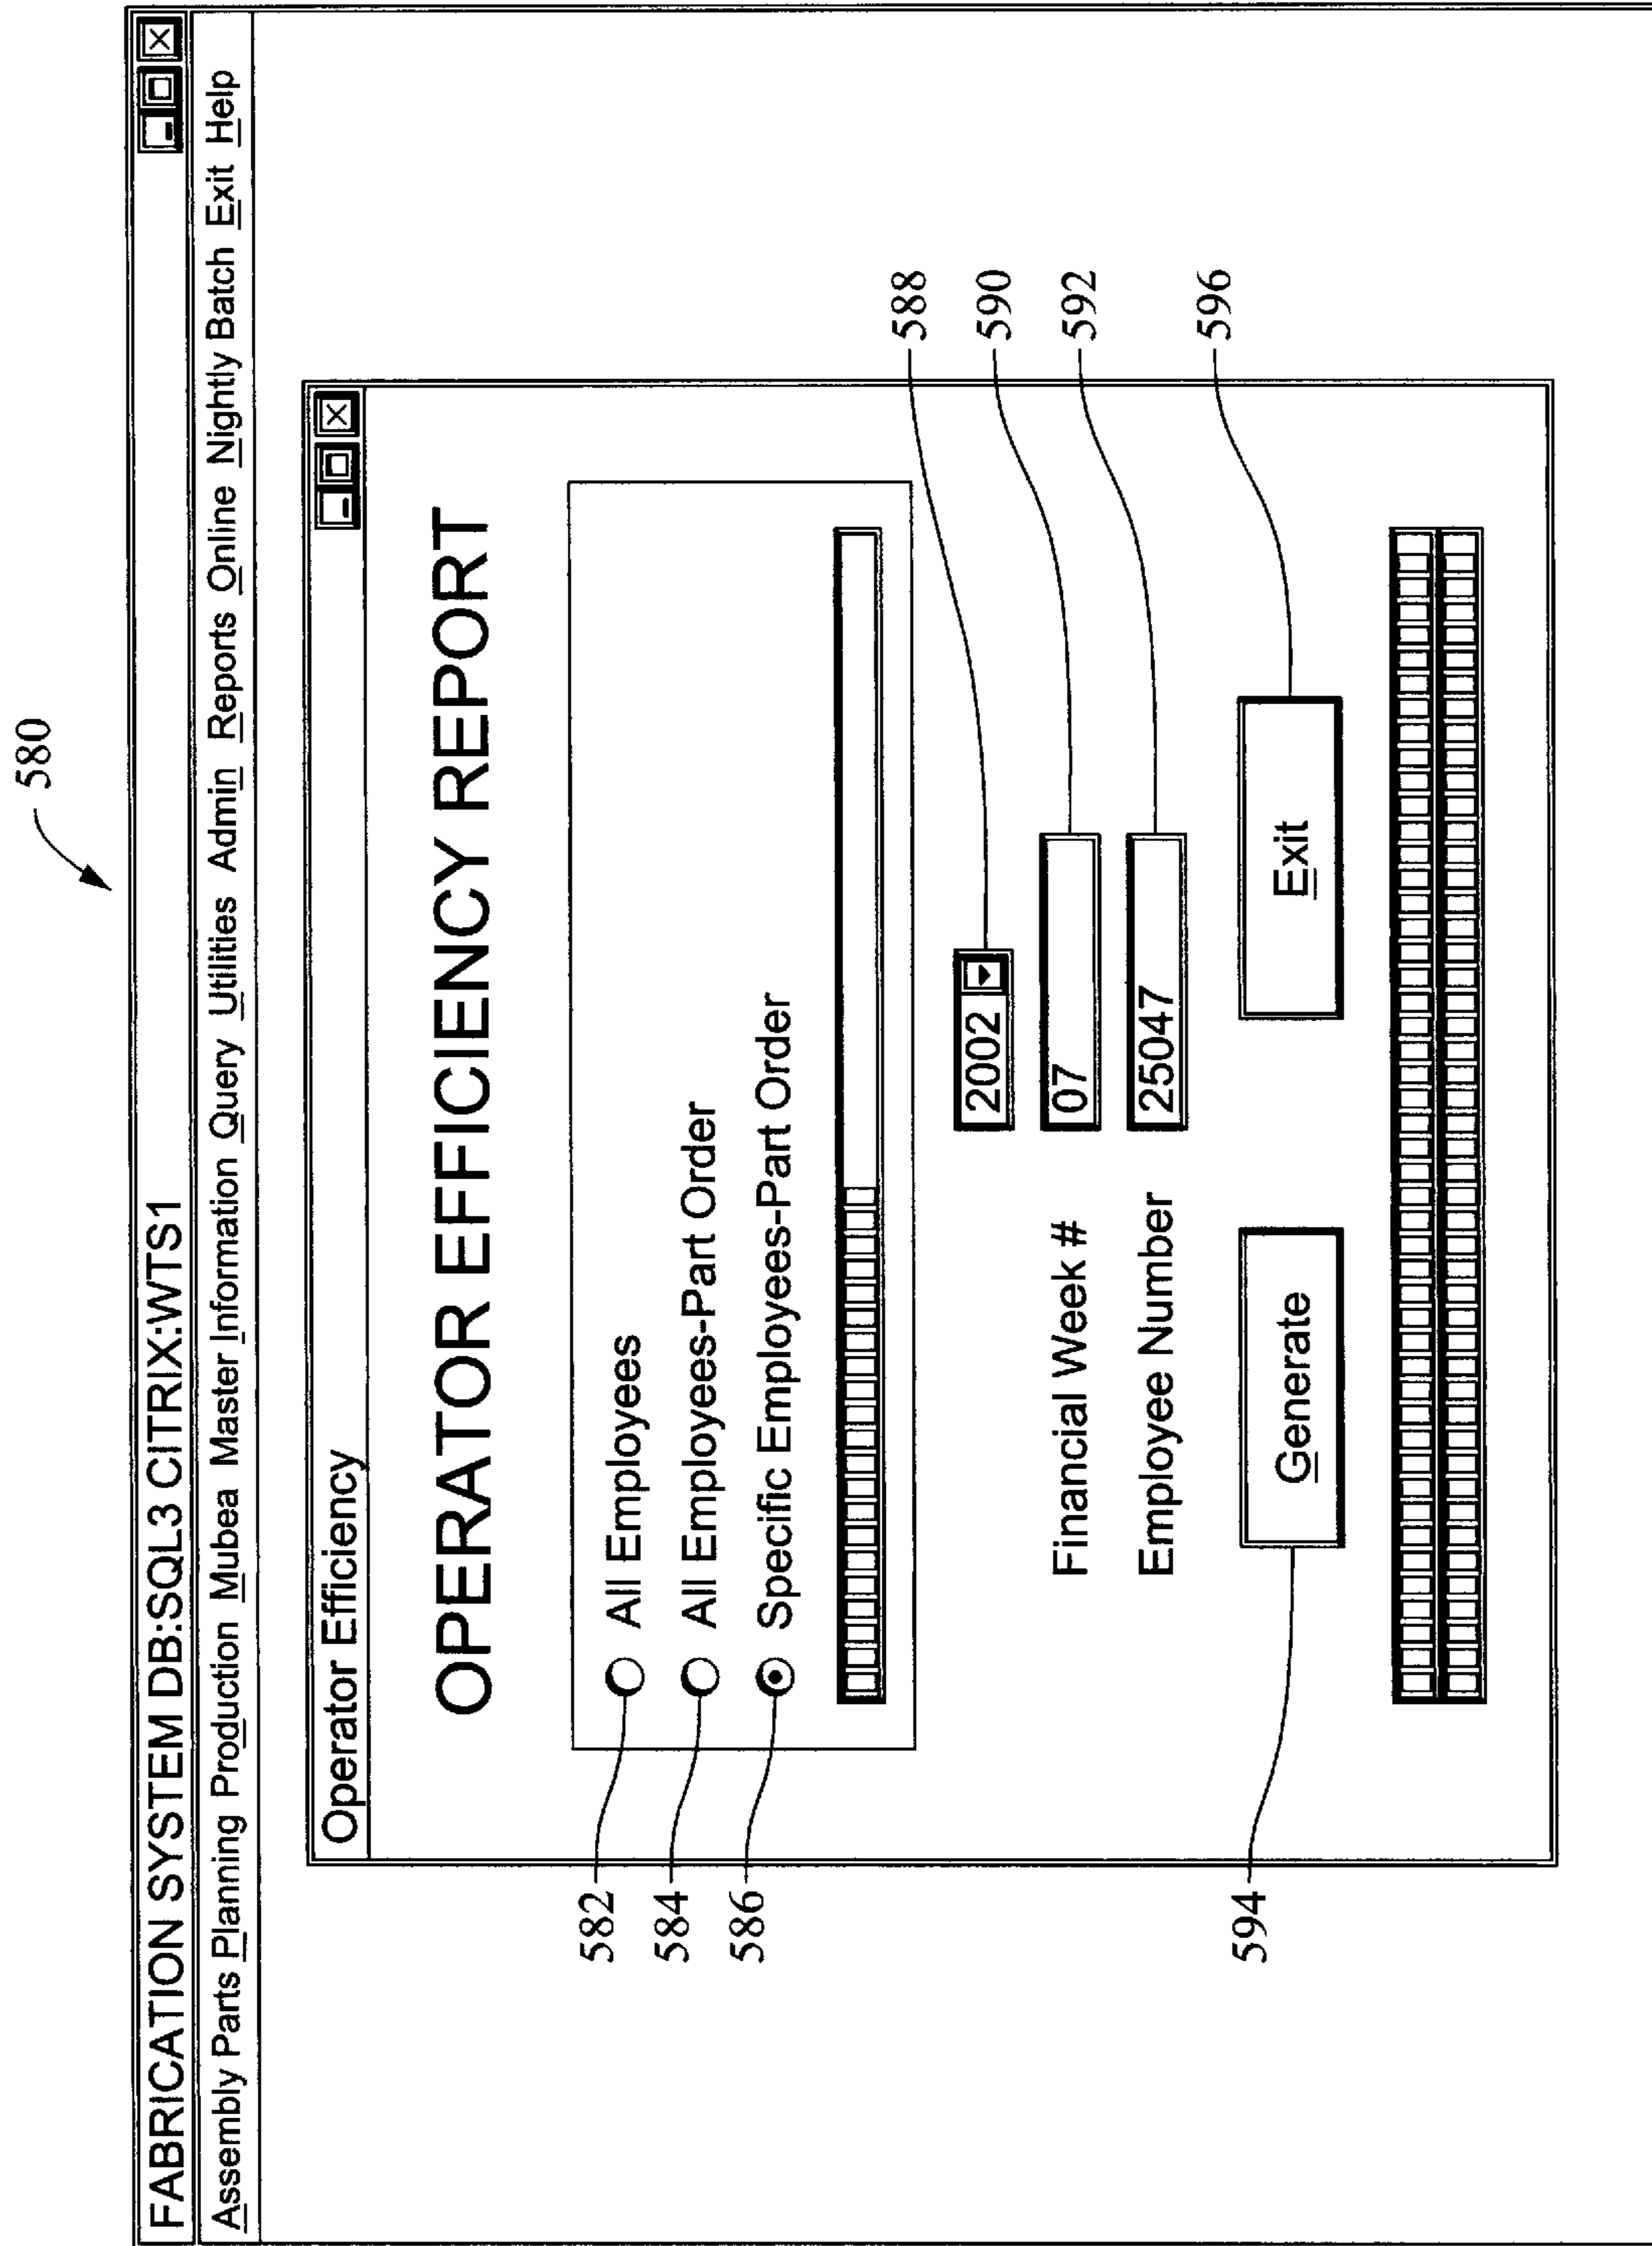 580
FABRICATION SYSTEM DB:SQL3 CITRIX:WTS1
Assembly Parts Planning Production Mubea Master Information Query Utilities Admin Reports Online Nightly Batch Exit Help
Operator Efficiency
OPERATOR EFFICIENCY REPORT
582 All Employees
584 All Employees-Part Order
586 Specific Employees-Part Order
2002 588
Financial Week # 07 590
Employee Number 25047 592
594 Generate Exit 596